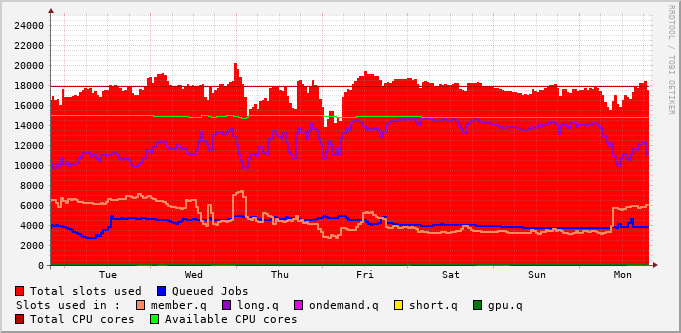 RRDTOOL / TOBI OETIKER
24000
22000
20000
18000
16000
14000
12000
10000
8000
6000
4000
2000
0
Tue Wed Thu Fri Sat Sun Mon
Total slots used Queued Jobs
Slots used in : member.q long.q ondemand.q short.q gpu.q
Total CPU cores Available CPU cores